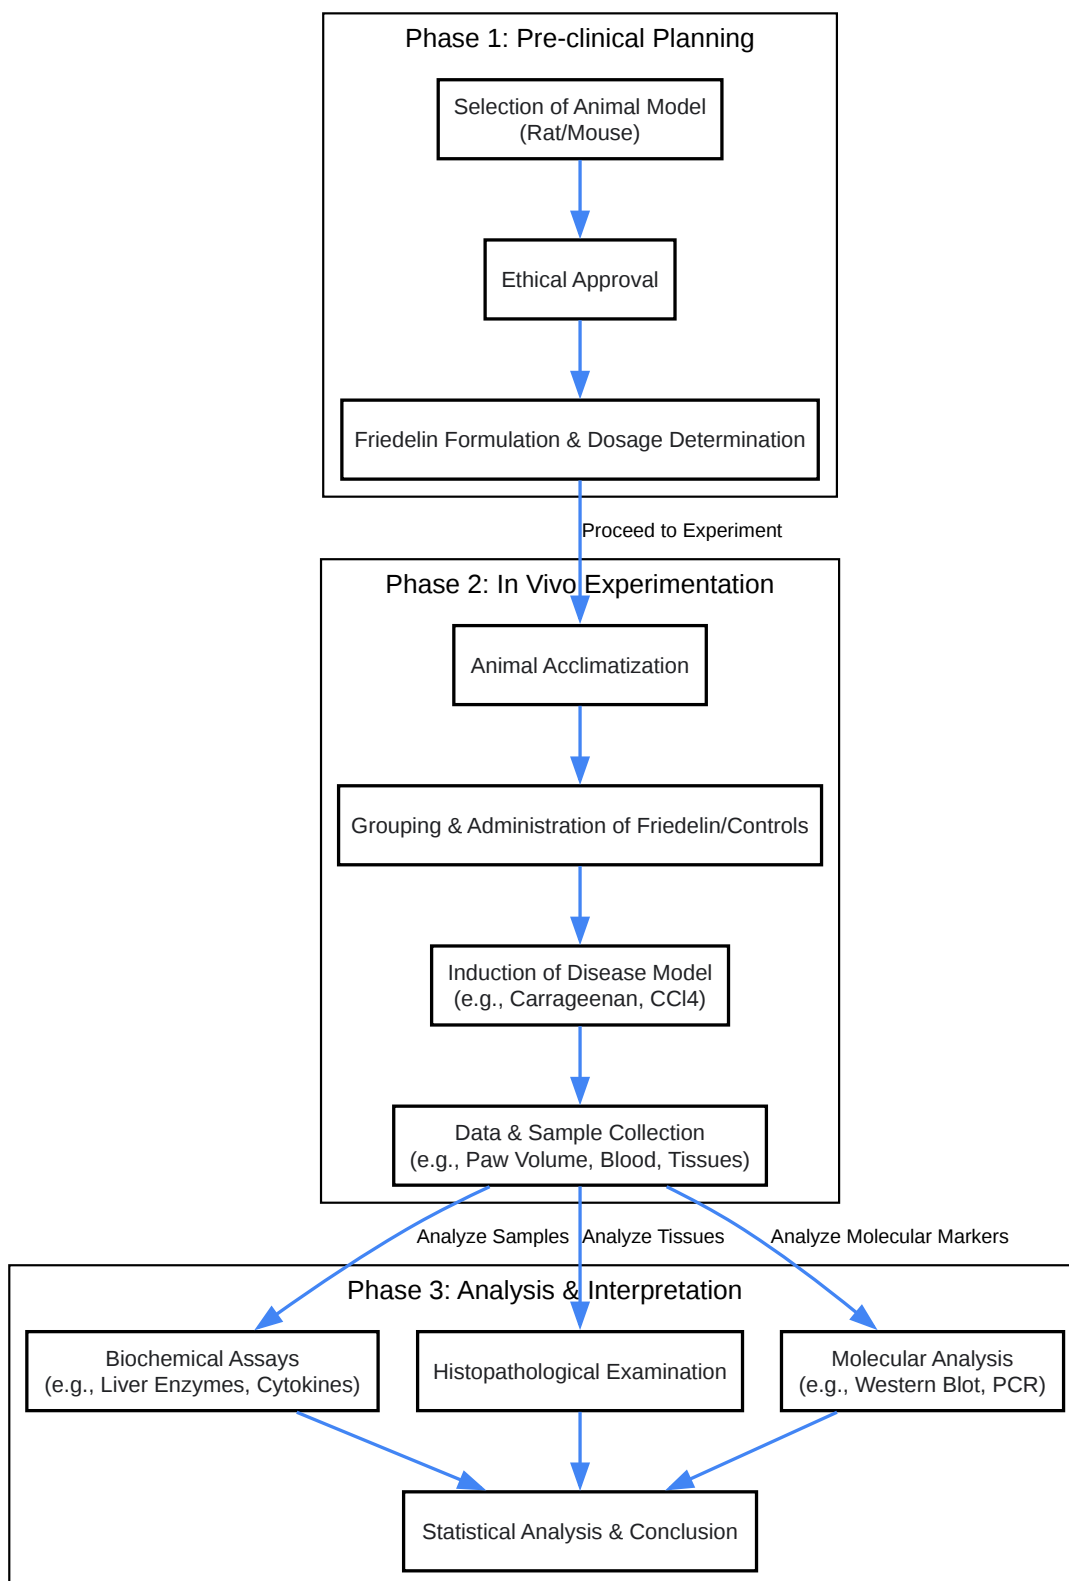 Phase 1: Pre-clinical Planning
Selection of Animal Model
(Rat/Mouse)
Ethical Approval
Friedelin Formulation & Dosage Determination
Proceed to Experiment
Phase 2: In Vivo Experimentation
Animal Acclimatization
Grouping & Administration of Friedelin/Controls
Induction of Disease Model
(e.g., Carrageenan, CCl4)
Data & Sample Collection
(e.g., Paw Volume, Blood, Tissues)
Analyze Samples
Analyze Tissues
Analyze Molecular Markers
Phase 3: Analysis & Interpretation
Biochemical Assays
(e.g., Liver Enzymes, Cytokines)
Histopathological Examination
Molecular Analysis
(e.g., Western Blot, PCR)
Statistical Analysis & Conclusion